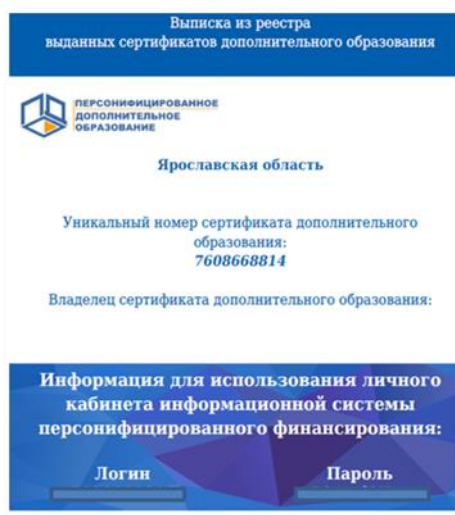 Выписка из реестра
выданных сертификатов дополнительного образования
ПЕРСОНИФИЦИРОВАННОЕ
ДОПОЛНИТЕЛЬНОЕ
ОБРАЗОВАНИЕ
Ярославская область
Уникальный номер сертификата дополнительного
образования:
7608668814
Владелец сертификата дополнительного образования:
Информация для использования личного
кабинета информационной системы
персонифицированного финансирования:
Логин Пароль